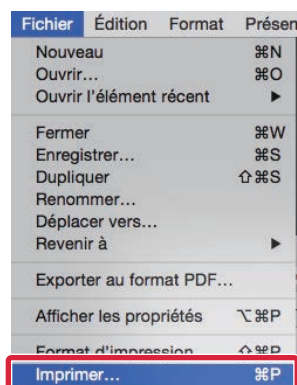 Fichier Édition Format Présen
Nouveau ⌘N
Ouvrir... ⌘O
Ouvrir l'élément récent ▶
Fermer ⌘W
Enregistrer... ⌘S
Dupliquer ⇧⌘S
Renommer...
Déplacer vers...
Revenir à ▶
Exporter au format PDF...
Afficher les propriétés ⌥⌘P
Format d'impression ⇧⌘P
Imprimer... ⌘P